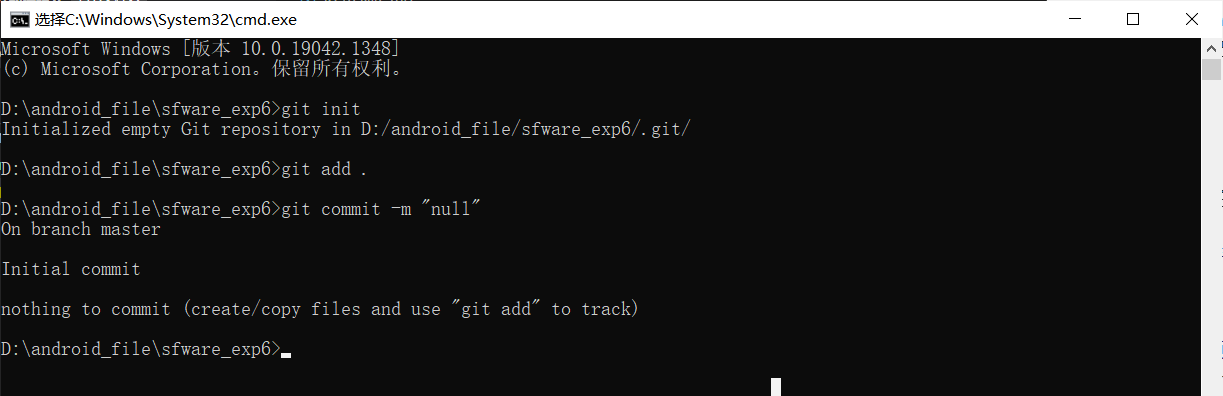 选择C:\Windows\System32\cmd.exe
Microsoft Windows [版本 10.0.19042.1348]
(c) Microsoft Corporation。保留所有权利。
D:\android_file\sfware_exp6>git init
Initialized empty Git repository in D:/android_file/sfware_exp6/.git/
D:\android_file\sfware_exp6>git add .
D:\android_file\sfware_exp6>git commit -m "null"
On branch master
Initial commit
nothing to commit (create/copy files and use "git add" to track)
D:\android_file\sfware_exp6>